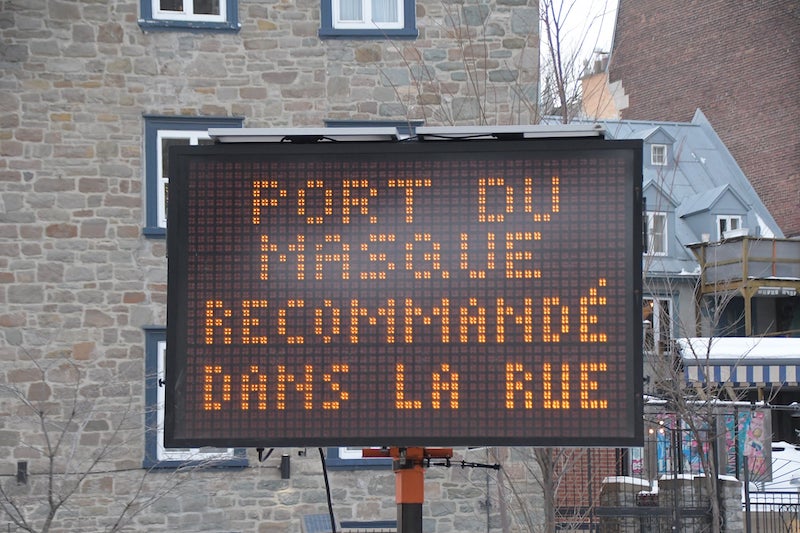 PORT DU
MASQUE
RECOMMANDÉ
DANS LA RUE